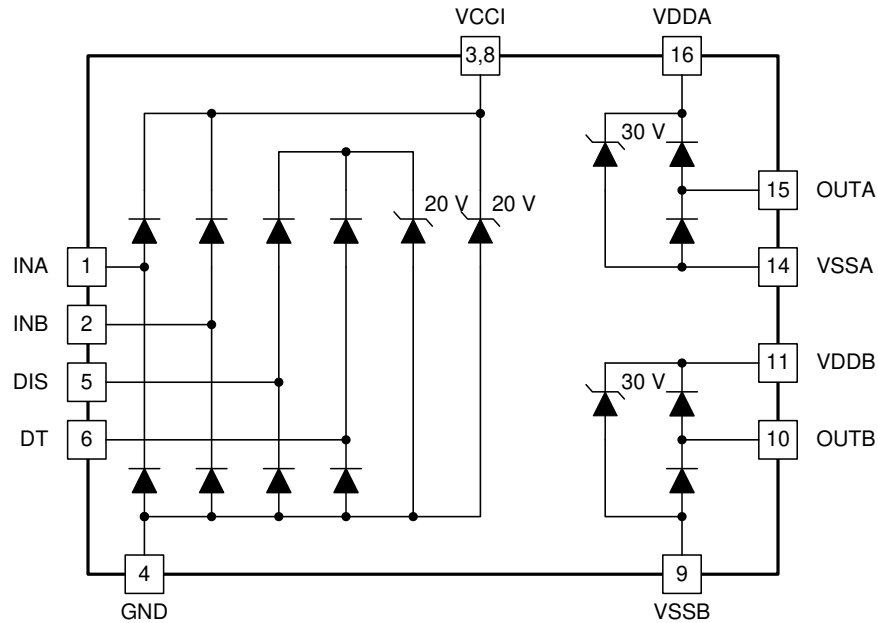 VCCI
VDDA
3,8
16
30 V
20 V
20 V
15
OUTA
INA
1
14
VSSA
INB
2
11
VDDB
DIS
5
30 V
DT
6
10
OUTB
4
9
GND
VSSB